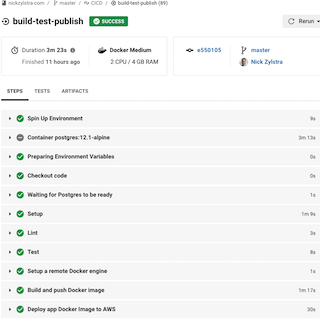 nickzylstra.com / master / CICD / build-test-publish (89)
build-test-publish SUCCESS Rerun
Duration 3m 23s
Finished 11 hours ago
Docker Medium
2 CPU / 4 GB RAM
e550105
master
Nick Zylstra
STEPS TESTS ARTIFACTS
Spin Up Environment 9s
Container postgres:12.1-alpine 3m 13s
Preparing Environment Variables 0s
Checkout code 0s
Waiting for Postgres to be ready 1s
Setup 1m 9s
Lint 3s
Test 8s
Setup a remote Docker engine 1s
Build and push Docker image 1m 17s
Deploy app Docker Image to AWS 30s